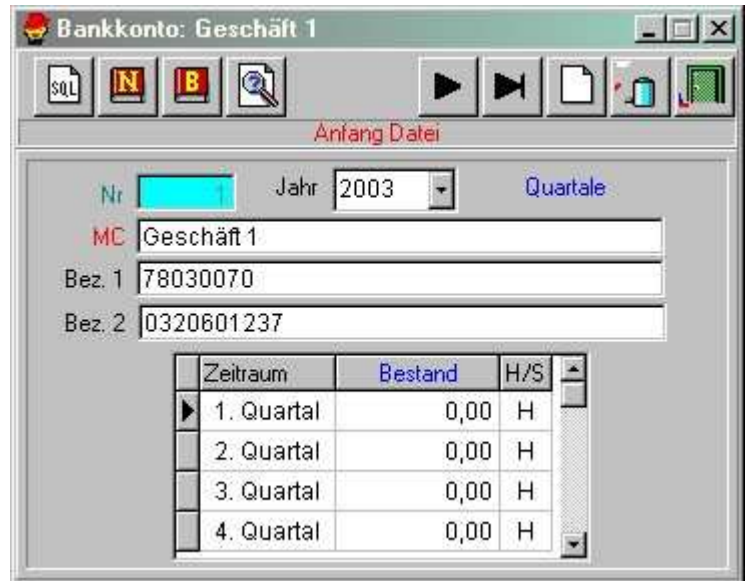 Bankkonto: Geschäft 1
SQL N B
Anfang Datei
Nr 1 Jahr 2003 Quartale
MC Geschäft 1
Bez. 1 78030070
Bez. 2 0320601237
Zeitraum Bestand H/S
1. Quartal 0,00 H
2. Quartal 0,00 H
3. Quartal 0,00 H
4. Quartal 0,00 H